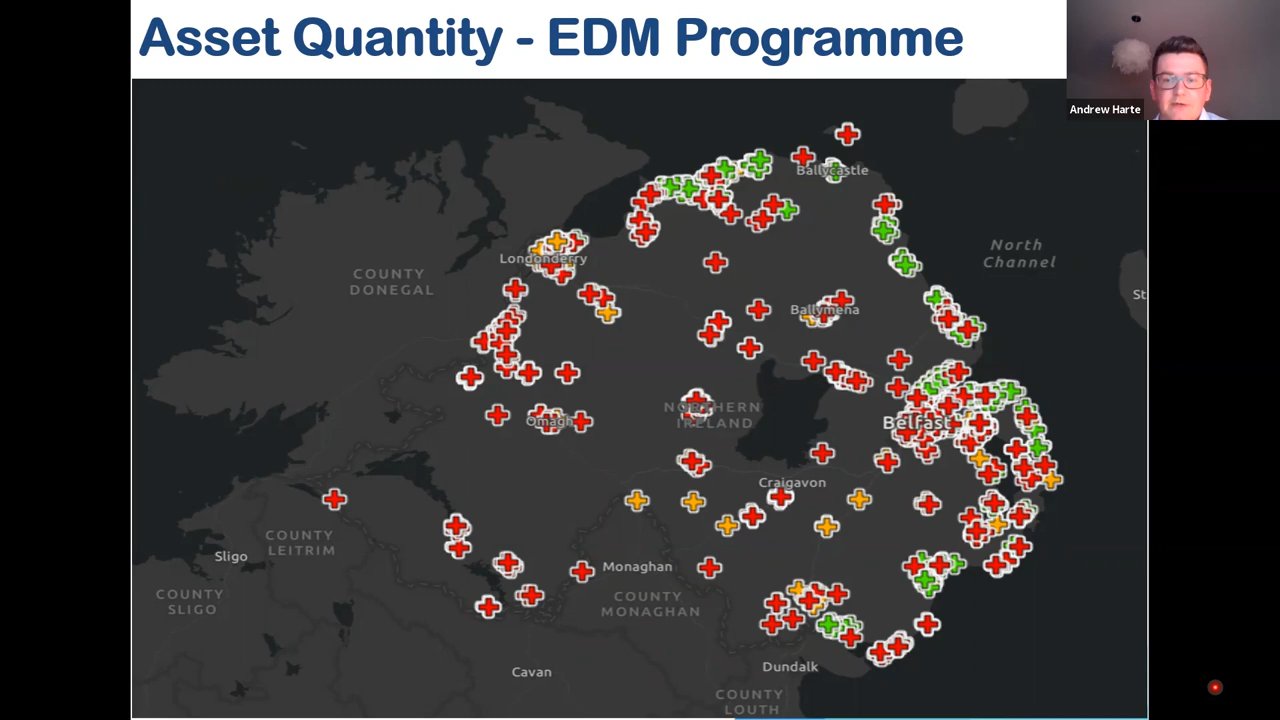 Asset Quantity - EDM Programme
Andrew Harte
Ballycastle
North
Channel
Londonderry
COUNTY
DONEGAL
St
Ballymena
NORTHERN
IRELAND
Omagh
Belfast
Craigavon
COUNTY
LEITRIM
Sligo
Monaghan
COUNTY
SLIGO
COUNTY
MONAGHAN
Dundalk
Cavan
COUNTY
LOUTH